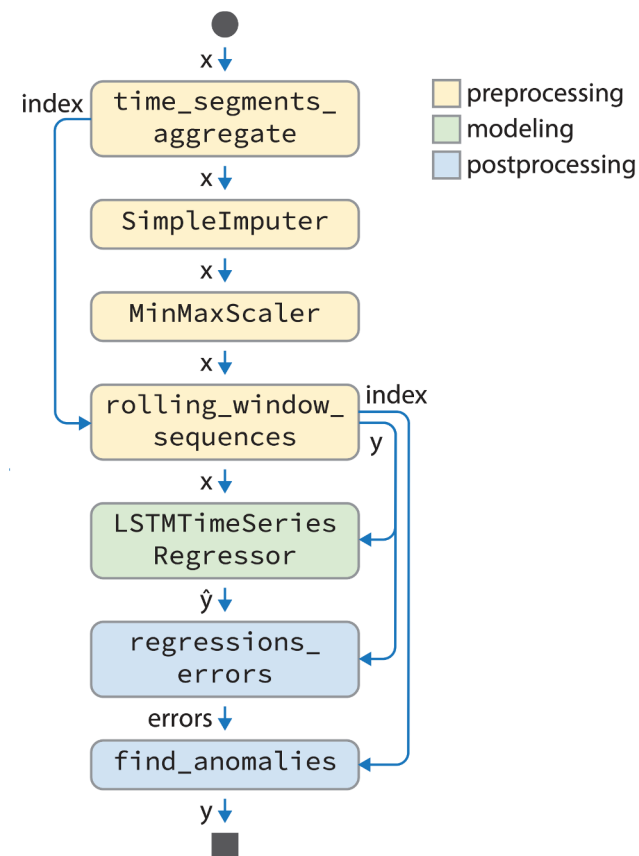 x
index
time_segments_
aggregate
preprocessing
modeling
postprocessing
x
SimpleImputer
x
MinMaxScaler
x
rolling_window_
sequences
index
y
x
LSTMTimeSeries
Regressor
ŷ
regressions_
errors
errors
find_anomalies
y